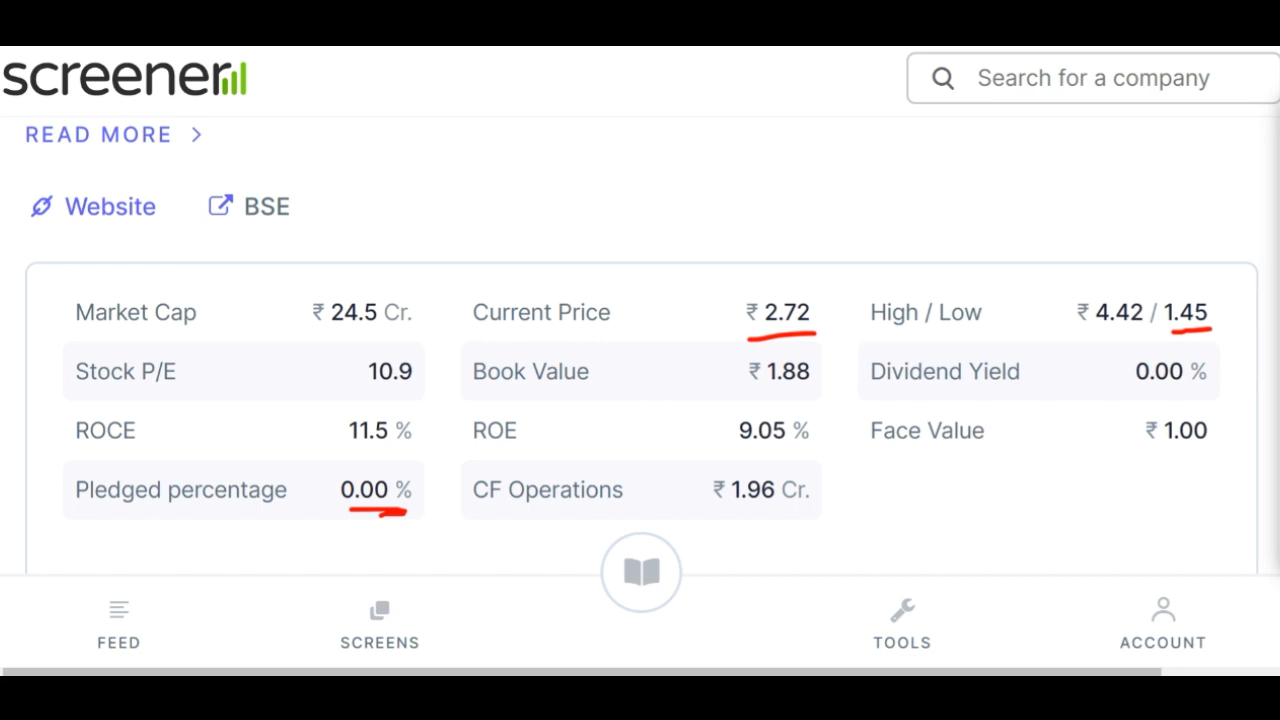 screener
Search for a company
READ MORE >
Website BSE
Market Cap ₹ 24.5 Cr. Current Price ₹ 2.72 High / Low ₹ 4.42 / 1.45
Stock P/E 10.9 Book Value ₹ 1.88 Dividend Yield 0.00 %
ROCE 11.5 % ROE 9.05 % Face Value ₹ 1.00
Pledged percentage 0.00 % CF Operations ₹ 1.96 Cr.
FEED SCREENS TOOLS ACCOUNT